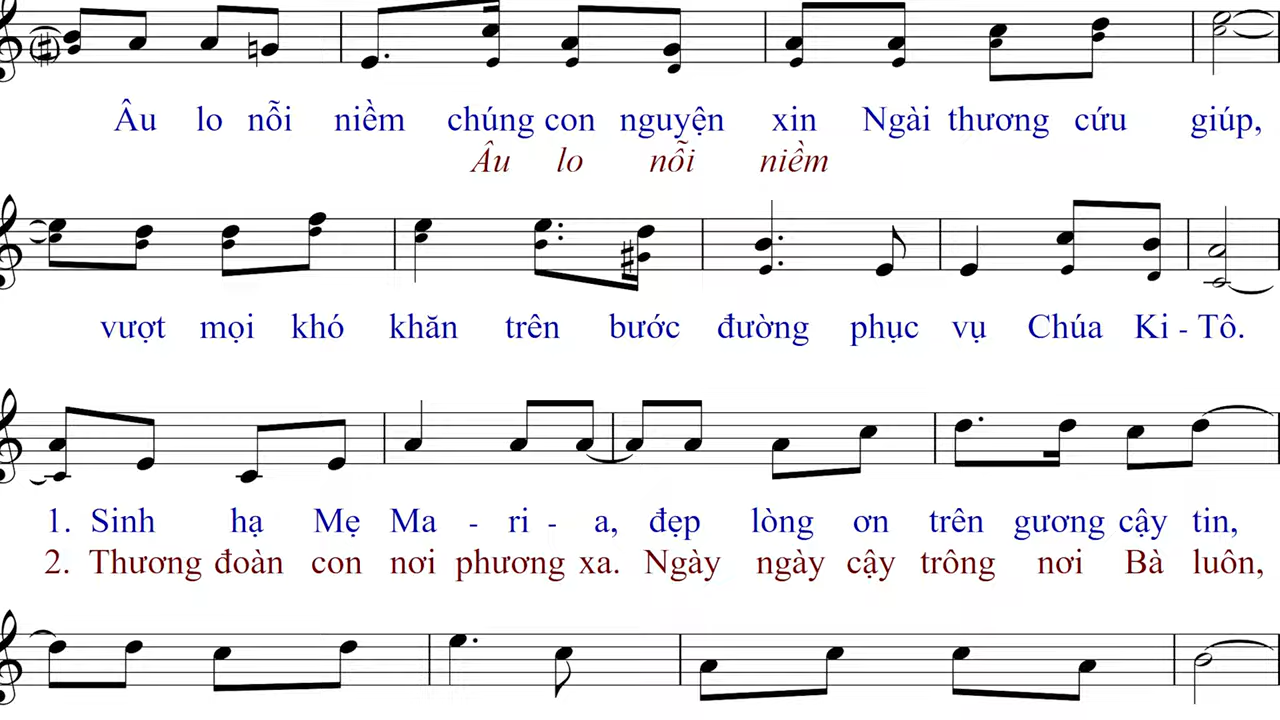 Âu lo nỗi niềm chúng con nguyện xin Ngài thương cứu giúp,
Âu lo nỗi niềm
vượt mọi khó khăn trên bước đường phục vụ Chúa Ki - Tô.
1. Sinh hạ Mẹ Ma - ri - a, đẹp lòng ơn trên gương cậy tin,
2. Thương đoàn con nơi phương xa. Ngày ngày cậy trông nơi Bà luôn,